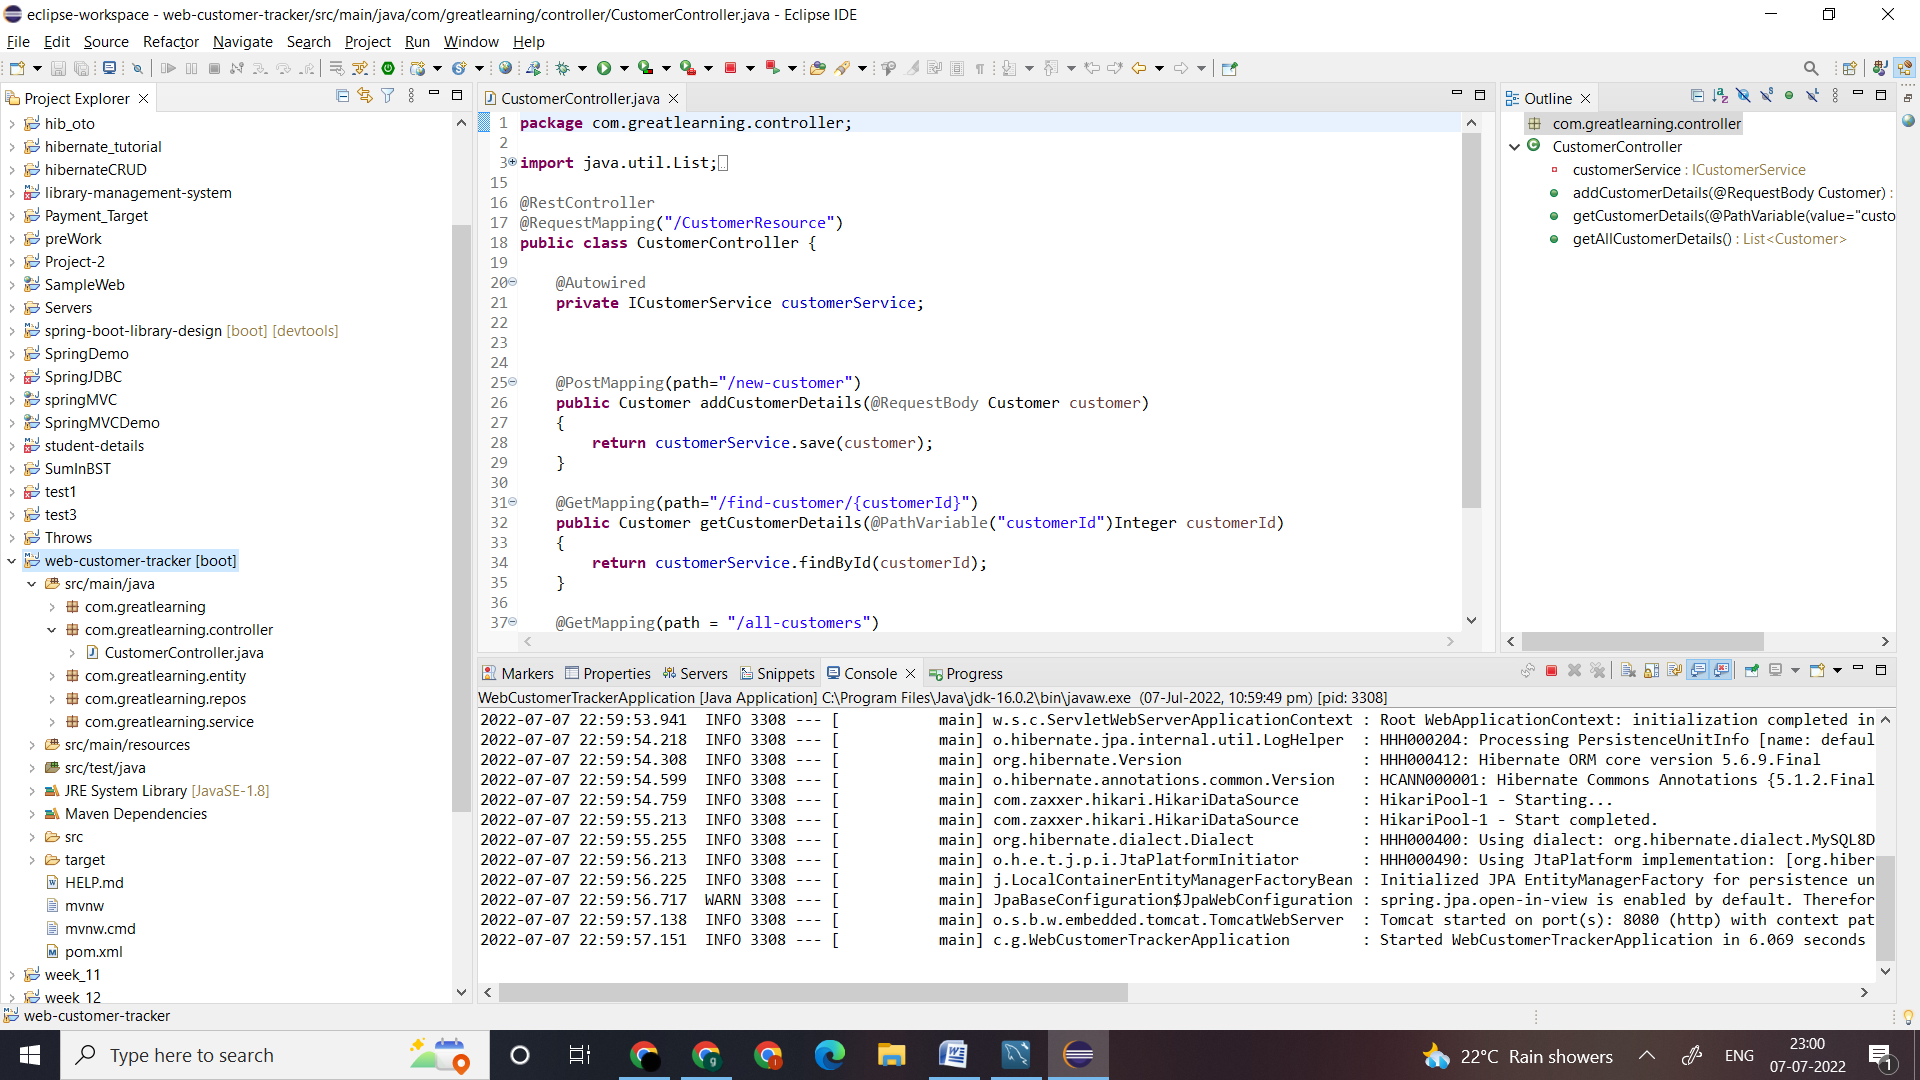 eclipse-workspace - web-customer-tracker/src/main/java/com/greatlearning/controller/CustomerController.java - Eclipse IDE
File Edit Source Refactor Navigate Search Project Run Window Help
Project Explorer
hib_oto
hibernate_tutorial
hibernateCRUD
library-management-system
Payment_Target
preWork
Project-2
SampleWeb
Servers
spring-boot-library-design [boot] [devtools]
SpringDemo
SpringJDBC
springMVC
SpringMVCDemo
student-details
SumInBST
test1
test3
Throws
web-customer-tracker [boot]
src/main/java
com.greatlearning
com.greatlearning.controller
CustomerController.java
com.greatlearning.entity
com.greatlearning.repos
com.greatlearning.service
src/main/resources
src/test/java
JRE System Library [JavaSE-1.8]
Maven Dependencies
src
target
HELP.md
mvnw
mvnw.cmd
pom.xml
week_11
week_12
CustomerController.java
1 package com.greatlearning.controller;
2
3 import java.util.List;
15
16 @RestController
17 @RequestMapping("/CustomerResource")
18 public class CustomerController {
19
20 @Autowired
21 private ICustomerService customerService;
22
23
24
25 @PostMapping(path="/new-customer")
26 public Customer addCustomerDetails(@RequestBody Customer customer)
27 {
28 return customerService.save(customer);
29 }
30
31 @GetMapping(path="/find-customer/{customerId}")
32 public Customer getCustomerDetails(@PathVariable("customerId")Integer customerId)
33 {
34 return customerService.findById(customerId);
35 }
36
37 @GetMapping(path = "/all-customers")
Outline
com.greatlearning.controller
CustomerController
customerService : ICustomerService
addCustomerDetails(@RequestBody Customer) :
getCustomerDetails(@PathVariable(value="custo
getAllCustomerDetails() : List<Customer>
Markers Properties Servers Snippets Console Progress
WebCustomerTrackerApplication [Java Application] C:\Program Files\Java\jdk-16.0.2\bin\javaw.exe (07-Jul-2022, 10:59:49 pm) [pid: 3308]
2022-07-07 22:59:53.941 INFO 3308 --- [ main] w.s.c.ServletWebServerApplicationContext : Root WebApplicationContext: initialization completed in
2022-07-07 22:59:54.218 INFO 3308 --- [ main] o.hibernate.jpa.internal.util.LogHelper : HHH000204: Processing PersistenceUnitInfo [name: defaul
2022-07-07 22:59:54.308 INFO 3308 --- [ main] org.hibernate.Version : HHH000412: Hibernate ORM core version 5.6.9.Final
2022-07-07 22:59:54.599 INFO 3308 --- [ main] o.hibernate.annotations.common.Version : HCANN000001: Hibernate Commons Annotations {5.1.2.Final
2022-07-07 22:59:54.759 INFO 3308 --- [ main] com.zaxxer.hikari.HikariDataSource : HikariPool-1 - Starting...
2022-07-07 22:59:55.213 INFO 3308 --- [ main] com.zaxxer.hikari.HikariDataSource : HikariPool-1 - Start completed.
2022-07-07 22:59:55.255 INFO 3308 --- [ main] org.hibernate.dialect.Dialect : HHH000400: Using dialect: org.hibernate.dialect.MySQL8D
2022-07-07 22:59:56.213 INFO 3308 --- [ main] o.h.e.t.j.p.i.JtaPlatformInitiator : HHH000490: Using JtaPlatform implementation: [org.hiber
2022-07-07 22:59:56.225 INFO 3308 --- [ main] j.LocalContainerEntityManagerFactoryBean : Initialized JPA EntityManagerFactory for persistence un
2022-07-07 22:59:56.717 WARN 3308 --- [ main] JpaBaseConfiguration$JpaWebConfiguration : spring.jpa.open-in-view is enabled by default. Therefor
2022-07-07 22:59:57.138 INFO 3308 --- [ main] o.s.b.w.embedded.tomcat.TomcatWebServer : Tomcat started on port(s): 8080 (http) with context pat
2022-07-07 22:59:57.151 INFO 3308 --- [ main] c.g.WebCustomerTrackerApplication : Started WebCustomerTrackerApplication in 6.069 seconds
web-customer-tracker
Type here to search
22°C Rain showers
ENG
23:00
07-07-2022
1